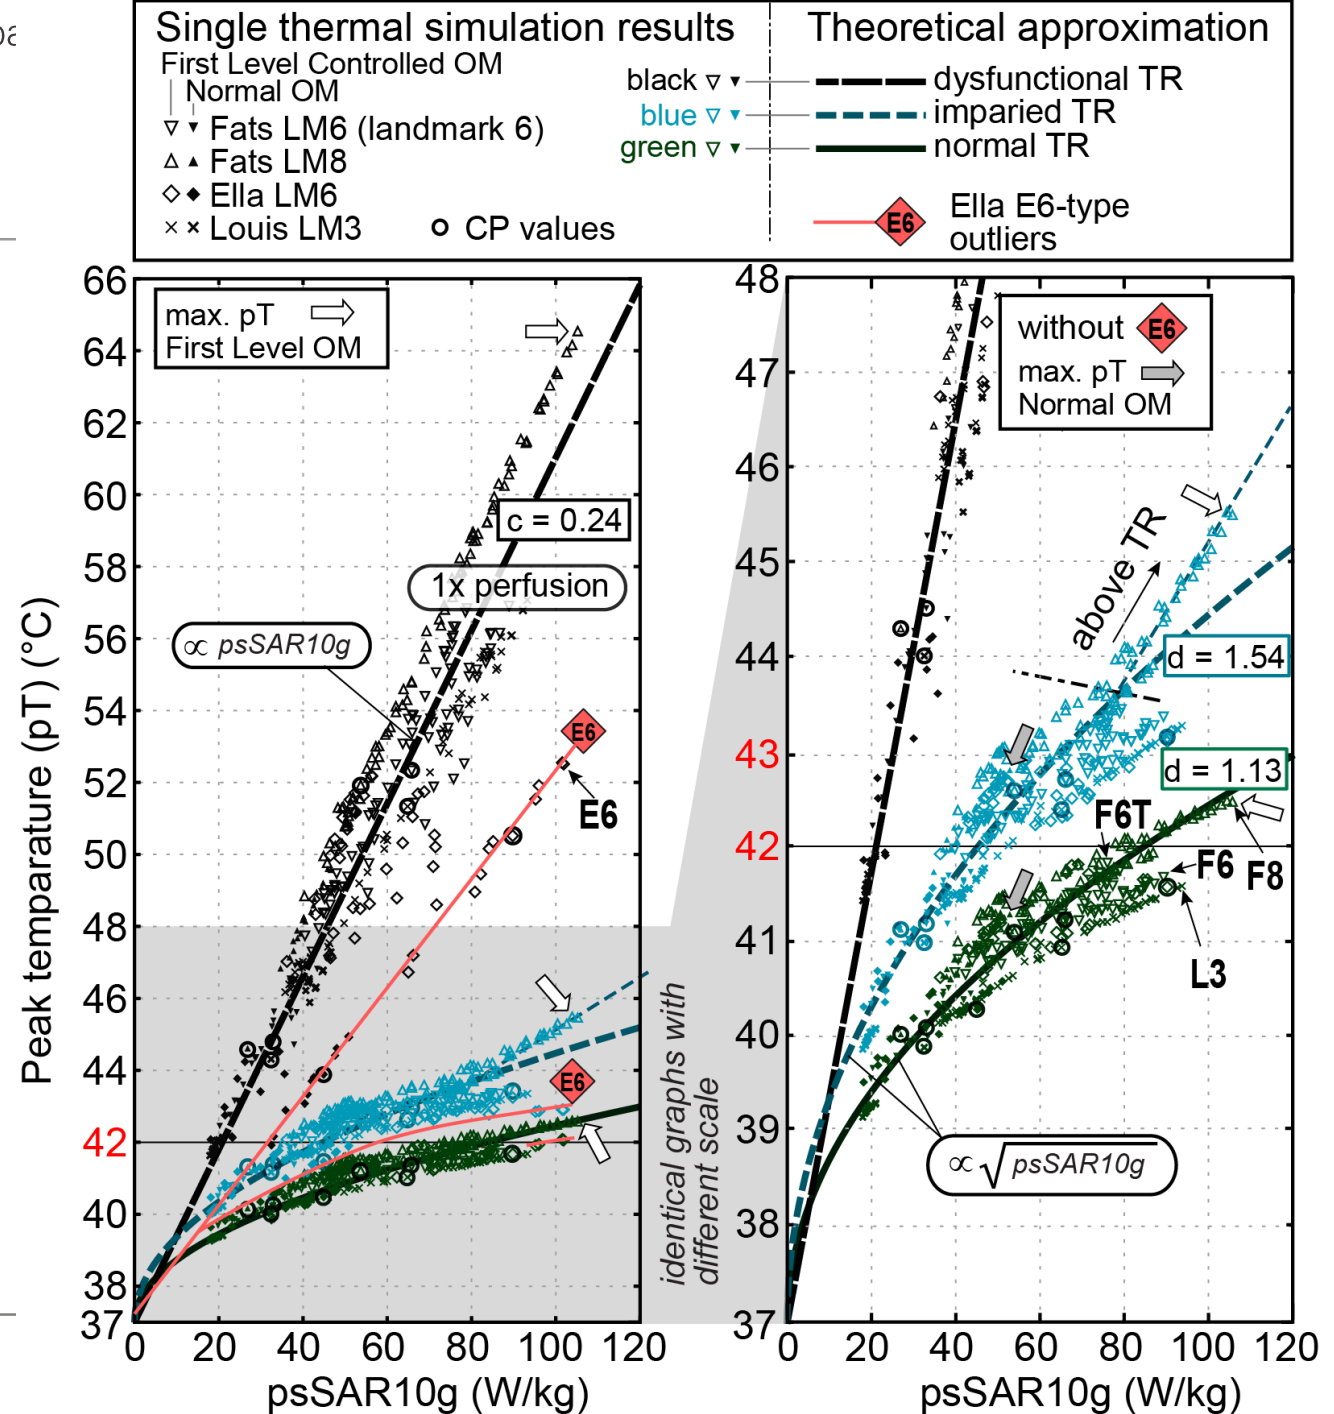 pa
Single thermal simulation results
Theoretical approximation
First Level Controlled OM
Normal OM
Fats LM6 (landmark 6)
Fats LM8
Ella LM6
Louis LM3
CP values
black
blue
green
dysfunctional TR
imparied TR
normal TR
E6
Ella E6-type
outliers
Peak temparature (pT) (°C)
66
64
62
60
58
56
54
52
50
48
46
44
42
40
38
37
max. pT
First Level OM
c = 0.24
1x perfusion
∝ psSAR10g
E6
E6
E6
0 20 40 60 80 100 120
psSAR10g (W/kg)
identical graphs with
different scale
48
47
46
45
44
43
42
41
40
39
38
37
without E6
max. pT
Normal OM
above TR
d = 1.54
d = 1.13
F6T
F6
F8
L3
∝ √psSAR10g
0 20 40 60 80 100 120
psSAR10g (W/kg)